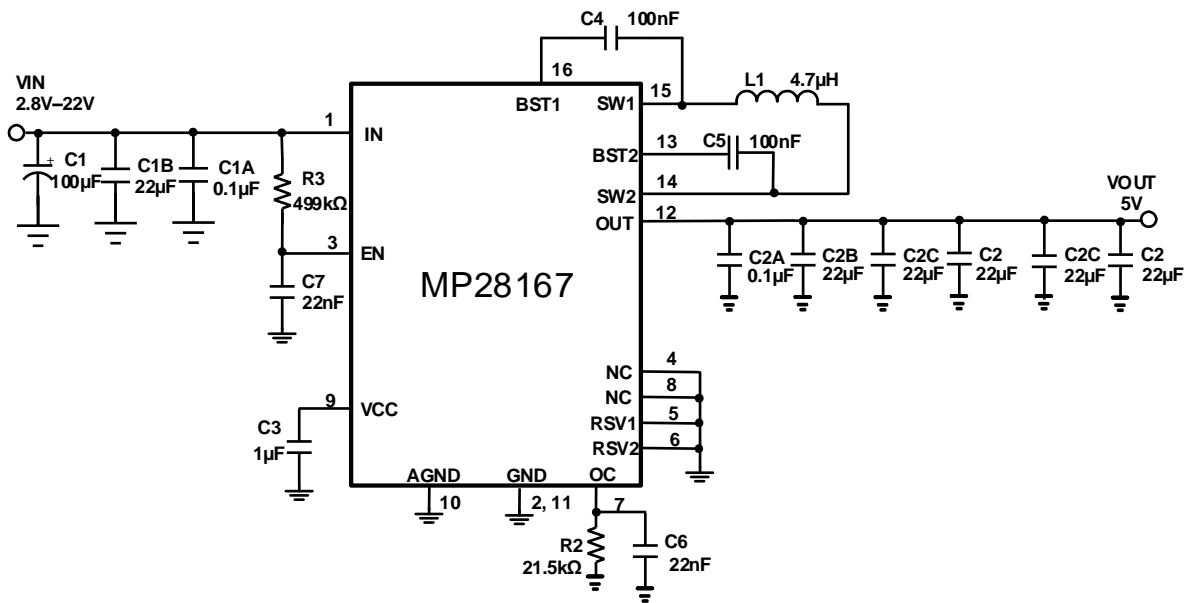 C4
100nF
16
BST1
VIN
2.8V–22V
1
IN
C1
100µF
+
C1B
22µF
C1A
0.1µF
R3
499kΩ
3
EN
C7
22nF
MP28167
SW1
15
L1
4.7µH
BST2
13
C5
100nF
SW2
14
OUT
12
VOUT
5V
C2A
0.1µF
C2B
22µF
C2C
22µF
C2
22µF
C2C
22µF
C2
22µF
NC
4
NC
8
RSV1
5
RSV2
6
9
VCC
C3
1µF
AGND
10
GND
2, 11
OC
7
R2
21.5kΩ
C6
22nF